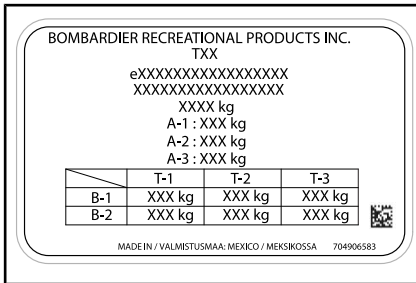 BOMBARDIER RECREATIONAL PRODUCTS INC.
TXX
eXXXXXXXXXXXXXXXXX
XXXXXXXXXXXXXXXXX
XXXX kg
A-1 : XXX kg
A-2 : XXX kg
A-3 : XXX kg
T-1 T-2 T-3
B-1 XXX kg XXX kg XXX kg
B-2 XXX kg XXX kg XXX kg
MADE IN / VALMISTUSMAA: MEXICO / MEKSIKOSSA 704906583